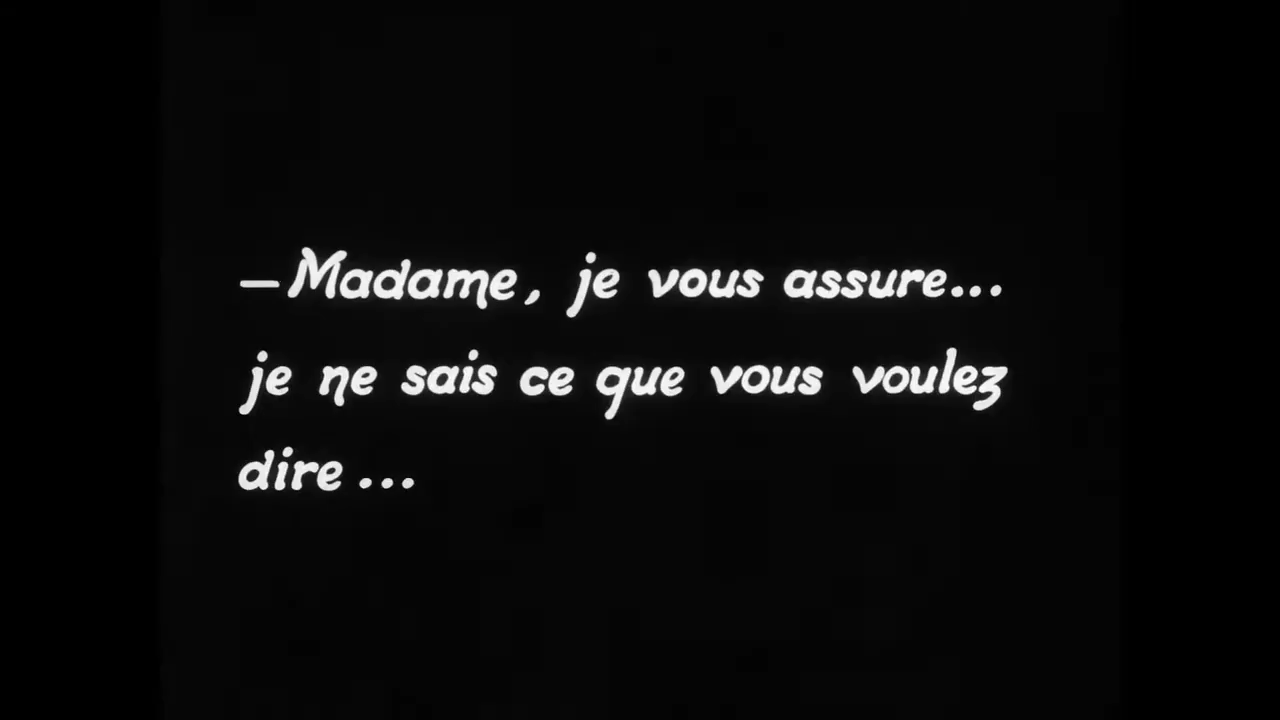 —Madame, je vous assure...
je ne sais ce que vous voulez
dire...